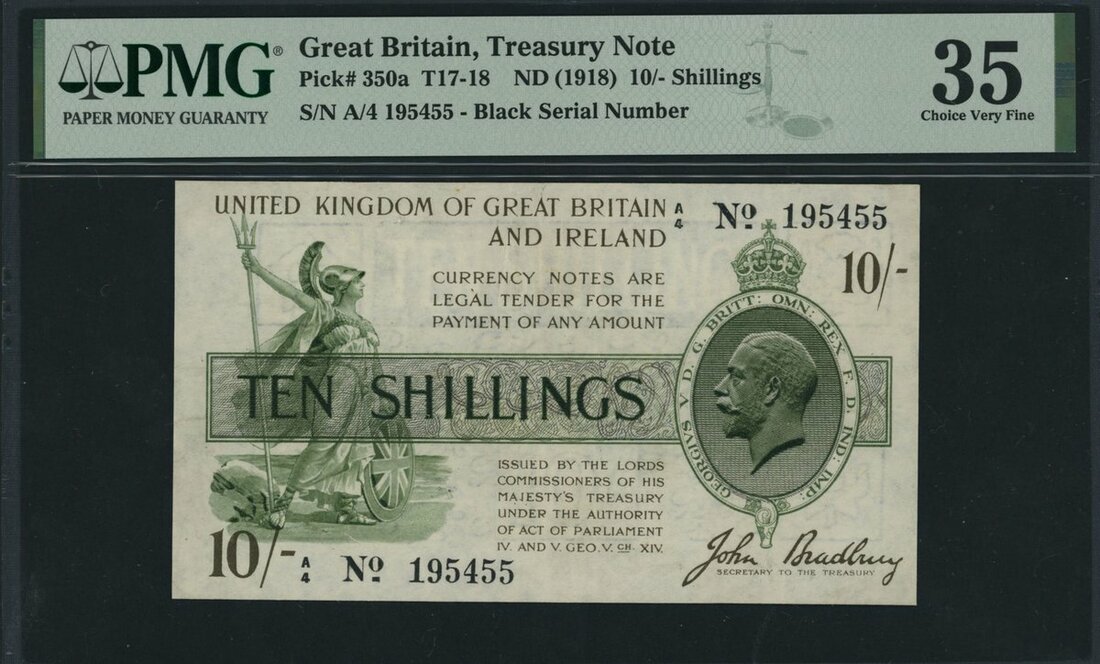 PMG®
PAPER MONEY GUARANTY
Great Britain, Treasury Note
Pick# 350a T17-18 ND (1918) 10/- Shillings
S/N A/4 195455 - Black Serial Number
35
Choice Very Fine
UNITED KINGDOM OF GREAT BRITAIN
AND IRELAND
A/4 Nº 195455
10/-
CURRENCY NOTES ARE
LEGAL TENDER FOR THE
PAYMENT OF ANY AMOUNT
TEN SHILLINGS
GEORGIVS V D. G. BRITT: OMN: REX F. D. IND: IMP:
ISSUED BY THE LORDS
COMMISSIONERS OF HIS
MAJESTY'S TREASURY
UNDER THE AUTHORITY
OF ACT OF PARLIAMENT
IV. AND V. GEO. V. CH. XIV.
10/-
A/4 Nº 195455
John Bradbury
SECRETARY TO THE TREASURY